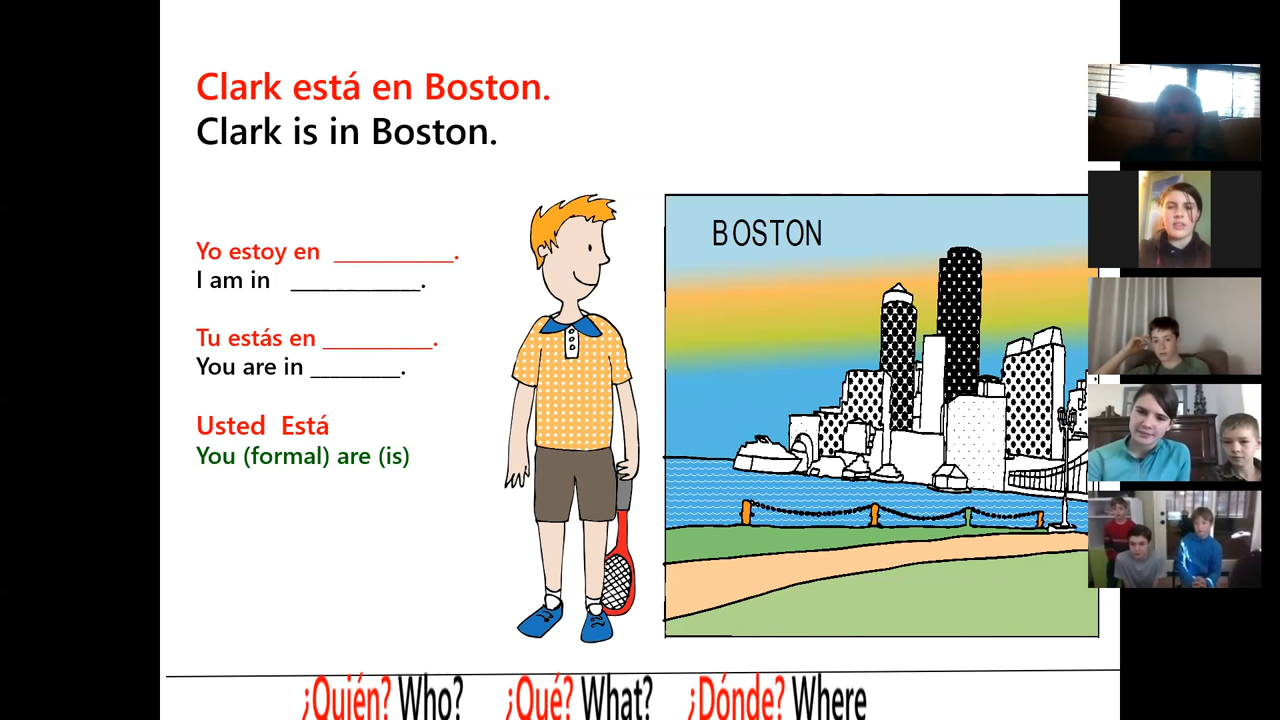 Clark está en Boston.
Clark is in Boston.
Yo estoy en ___________.
I am in ____________.
Tu estás en __________.
You are in _________.
Usted Está
You (formal) are (is)
BOSTON
¿Quién? Who? ¿Qué? What? ¿Dónde? Where